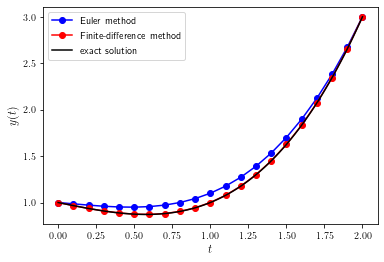 Euler method
Finite-difference method
exact solution
3.0
2.5
2.0
1.5
1.0
y(t)
0.00 0.25 0.50 0.75 1.00 1.25 1.50 1.75 2.00
t